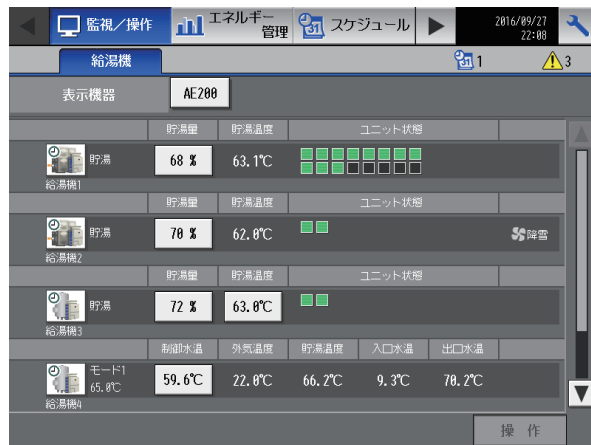 監視/操作 エネルギー管理 スケジュール 2016/09/27
22:08
給湯機 31 1 3
表示機器 AE200
貯湯量 貯湯温度 ユニット状態
貯湯 68 % 63.1℃
給湯機1
貯湯量 貯湯温度 ユニット状態
貯湯 70 % 62.0℃ 降雪
給湯機2
貯湯量 貯湯温度 ユニット状態
貯湯 72 % 63.0℃
給湯機3
制御水温 外気温度 貯湯温度 入口水温 出口水温
モード1
65.0℃ 59.6℃ 22.0℃ 66.2℃ 9.3℃ 70.2℃
給湯機4
操 作